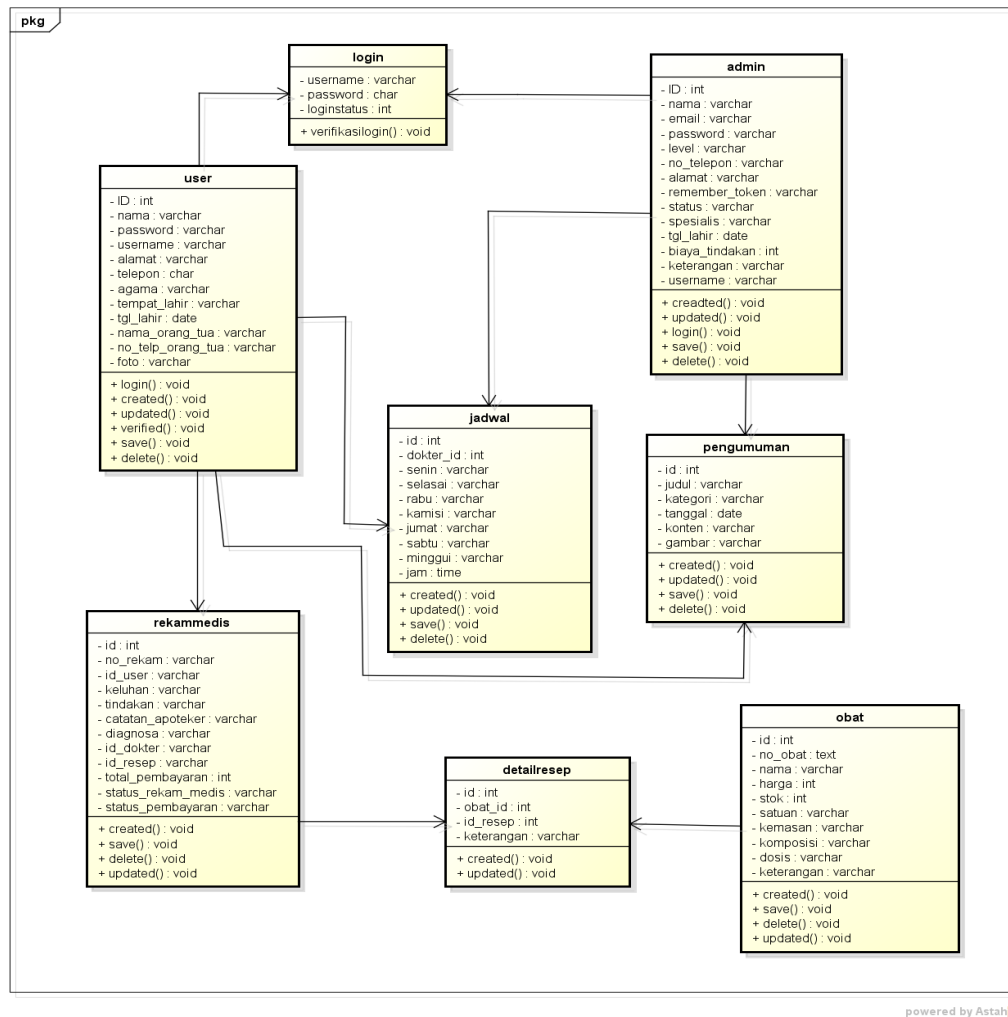 pkg
login
- username : varchar
- password : char
- loginstatus : int
+ verifikasilogin() : void
admin
- ID : int
- nama : varchar
- email : varchar
- password : varchar
- level : varchar
- no_telepon : varchar
- alamat : varchar
- remember_token : varchar
- status : varchar
- spesialis : varchar
- tgl_lahir : date
- biaya_tindakan : int
- keterangan : varchar
- username : varchar
+ creadted() : void
+ updated() : void
+ login() : void
+ save() : void
+ delete() : void
user
- ID : int
- nama : varchar
- password : varchar
- username : varchar
- alamat : varchar
- telepon : char
- agama : varchar
- tempat_lahir : varchar
- tgl_lahir : date
- nama_orang_tua : varchar
- no_telp_orang_tua : varchar
- foto : varchar
+ login() : void
+ created() : void
+ updated() : void
+ verified() : void
+ save() : void
+ delete() : void
jadwal
- id : int
- dokter_id : int
- senin : varchar
- selasai : varchar
- rabu : varchar
- kamisi : varchar
- jumat : varchar
- sabtu : varchar
- minggui : varchar
- jam : time
+ created() : void
+ updated() : void
+ save() : void
+ delete() : void
pengumuman
- id : int
- judul : varchar
- kategori : varchar
- tanggal : date
- konten : varchar
- gambar : varchar
+ created() : void
+ updated() : void
+ save() : void
+ delete() : void
rekammedis
- id : int
- no_rekam : varchar
- id_user : varchar
- keluhan : varchar
- tindakan : varchar
- catatan_apoteker : varchar
- diagnosa : varchar
- id_dokter : varchar
- id_resep : varchar
- total_pembayaran : int
- status_rekam_medis : varchar
- status_pembayaran : varchar
+ created() : void
+ save() : void
+ delete() : void
+ updated() : void
detailresep
- id : int
- obat_id : int
- id_resep : int
- keterangan : varchar
+ created() : void
+ updated() : void
obat
- id : int
- no_obat : text
- nama : varchar
- harga : int
- stok : int
- satuan : varchar
- kemasan : varchar
- komposisi : varchar
- dosis : varchar
- keterangan : varchar
+ created() : void
+ save() : void
+ delete() : void
+ updated() : void
powered by Astah